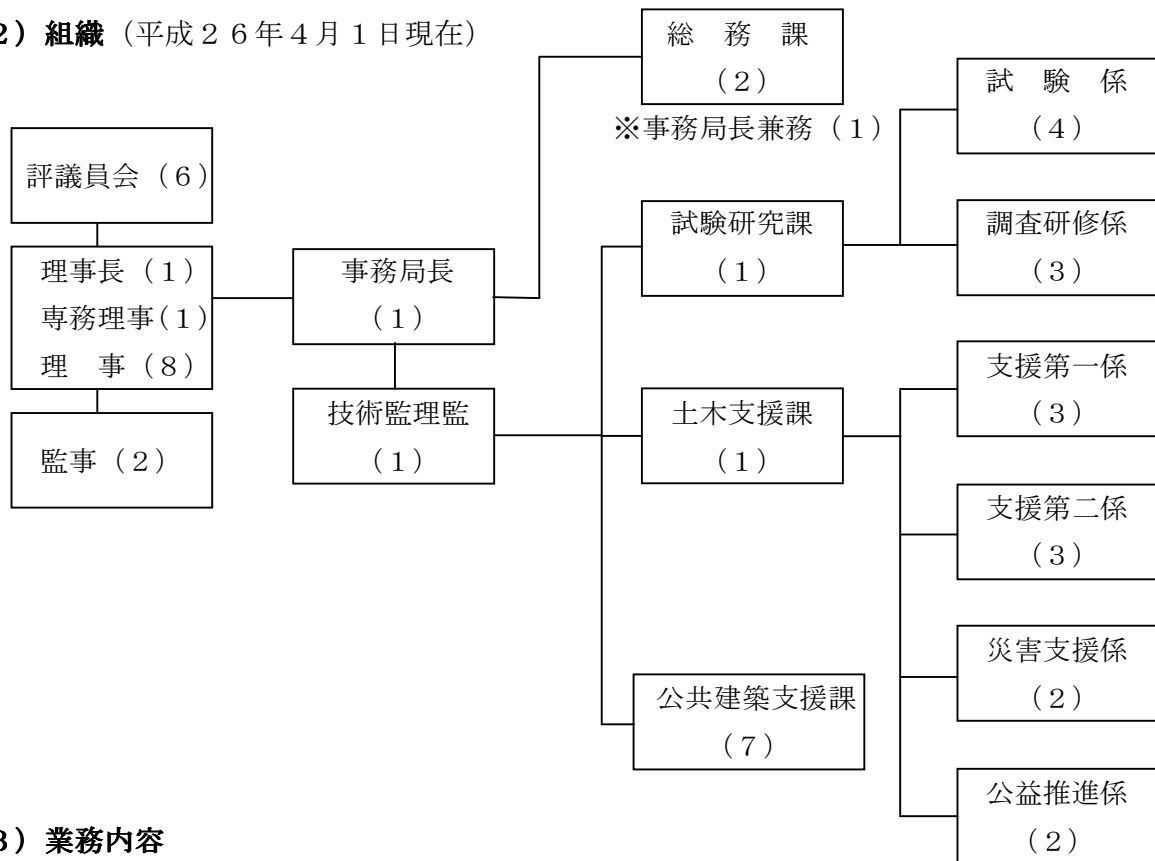 2）組織（平成２６年４月１日現在）
総　務　課
（２）
※事務局長兼務（１）
評議員会（６）
理事長（１）
専務理事（１）
理　事（８）
監事（２）
事務局長
（１）
技術監理監
（１）
試験研究課
（１）
土木支援課
（１）
公共建築支援課
（７）
試　験　係
（４）
調査研修係
（３）
支援第一係
（３）
支援第二係
（３）
災害支援係
（２）
公益推進係
（２）
3）業務内容